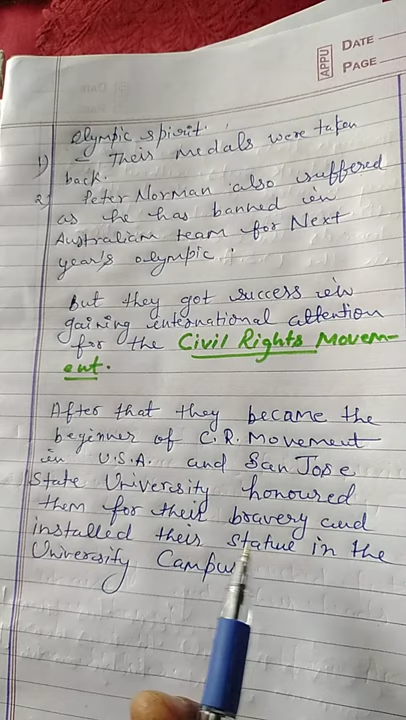 APPU
DATE
PAGE
Olympic spirit.
1) – Their medals were taken
back.
2) Peter Norman also suffered
as he has banned in
Australian team for Next
year's olympic.
But they got success in
gaining international attention
for the Civil Rights Movem-
ent.
After that they became the
beginner of C.R. Movement
in U.S.A. and San Jose
State University honoured
them for their bravery and
installed their statue in the
University Campus